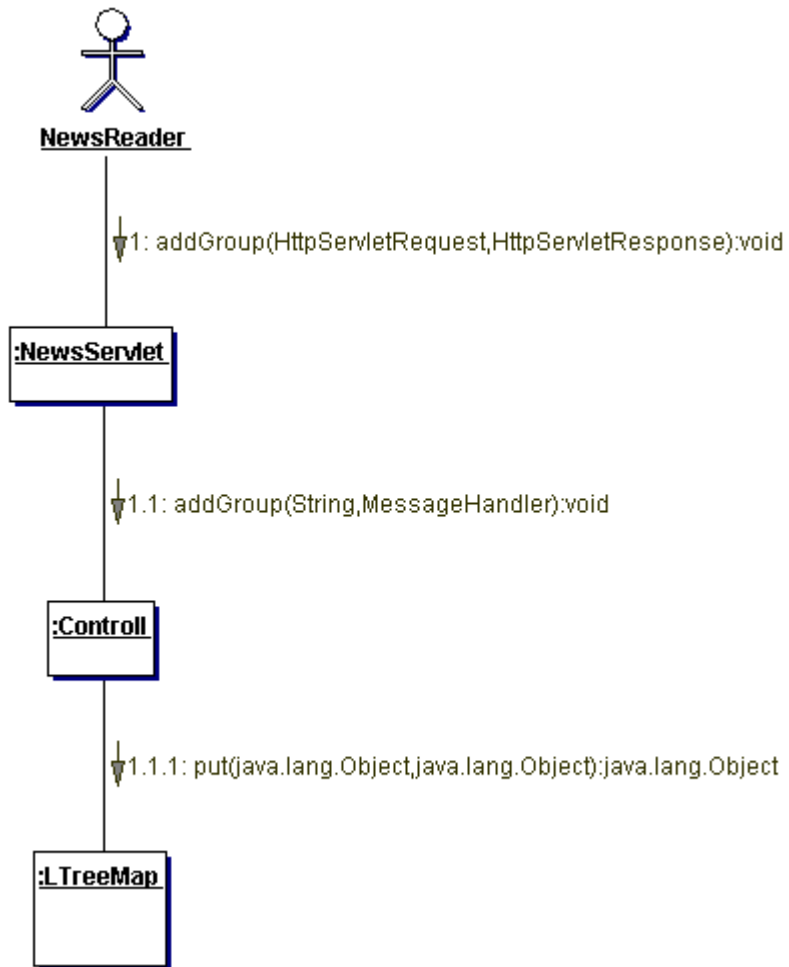 NewsReader
1: addGroup(HttpServletRequest,HttpServletResponse):void
:NewsServlet
1.1: addGroup(String,MessageHandler):void
:Controll
1.1.1: put(java.lang.Object,java.lang.Object):java.lang.Object
:LTreeMap